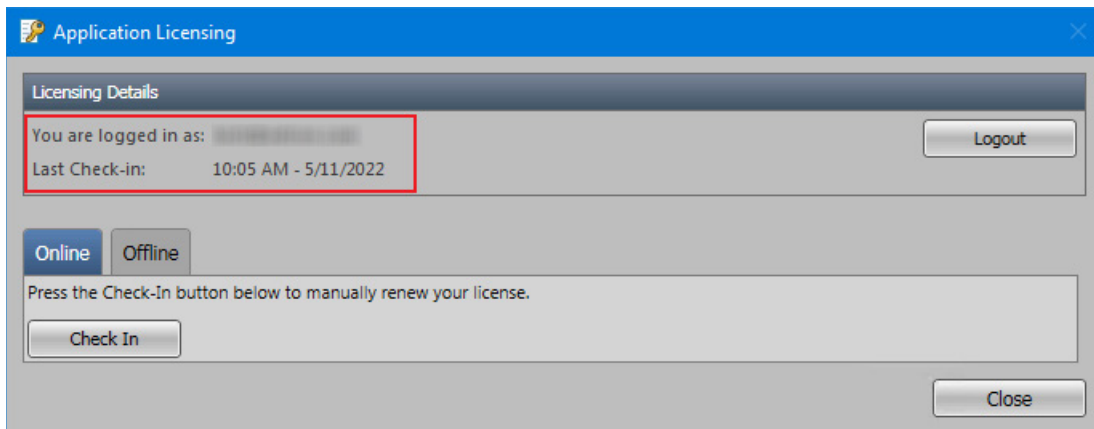 Application Licensing
Licensing Details
You are logged in as:
Logout
Last Check-in: 10:05 AM - 5/11/2022
Online Offline
Press the Check-In button below to manually renew your license.
Check In
Close